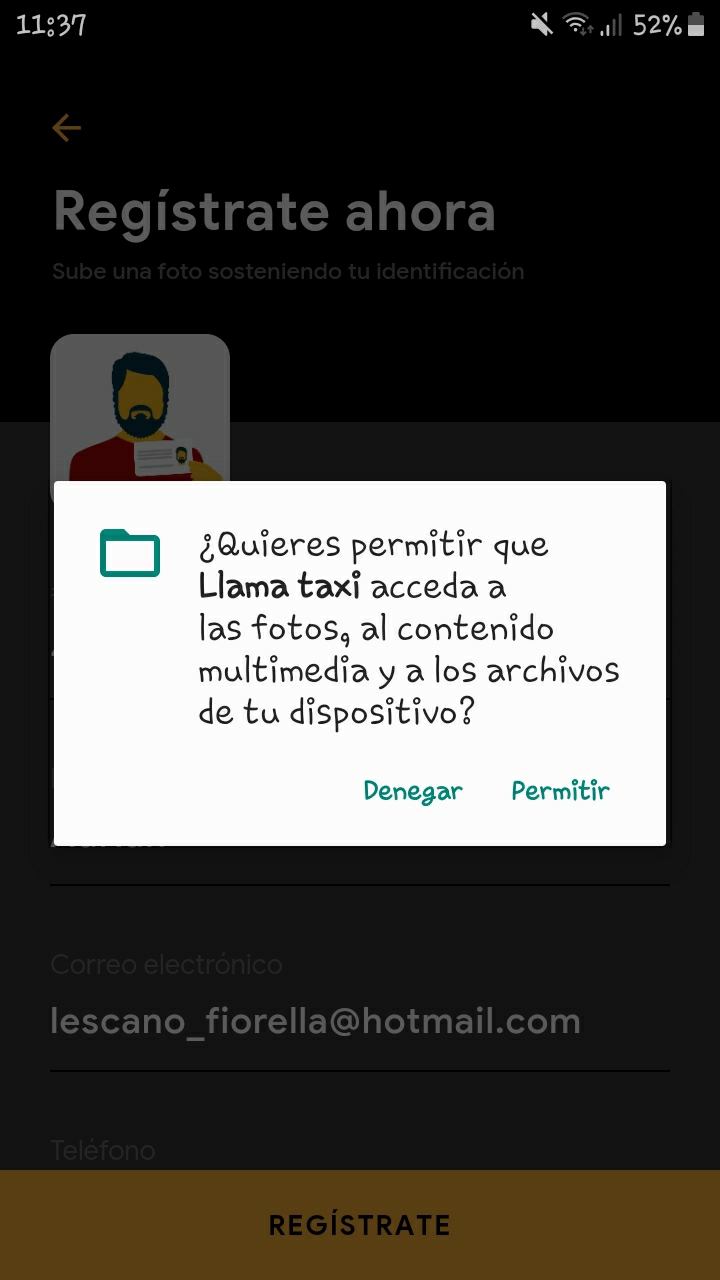 11:37
52%
Regístrate ahora
Sube una foto sosteniendo tu identificación
¿Quieres permitir que
Llama taxi acceda a
las fotos, al contenido
multimedia y a los archivos
de tu dispositivo?
Denegar Permitir
Correo electrónico
lescano_fiorella@hotmail.com
Teléfono
REGÍSTRATE